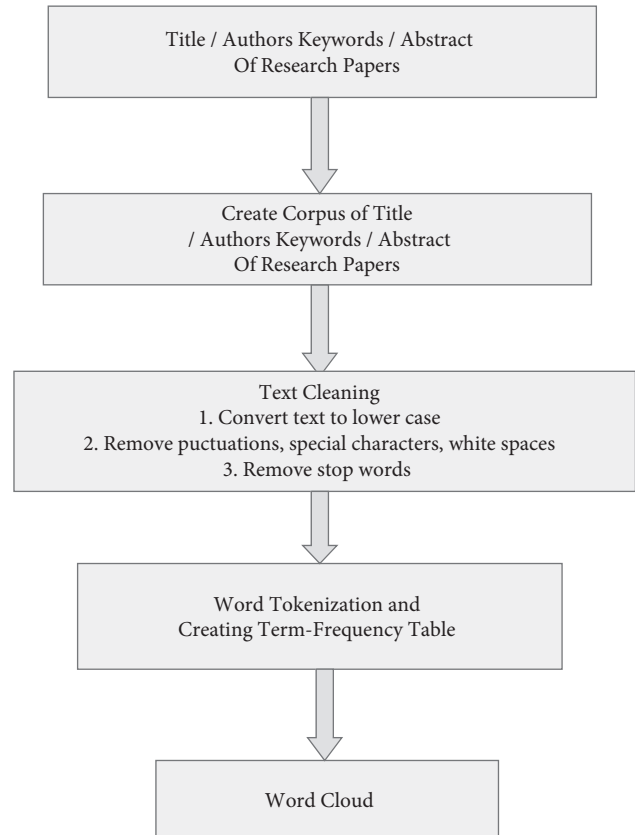 Title / Authors Keywords / Abstract
Of Research Papers
Create Corpus of Title
/ Authors Keywords / Abstract
Of Research Papers
Text Cleaning
1. Convert text to lower case
2. Remove puctuations, special characters, white spaces
3. Remove stop words
Word Tokenization and
Creating Term-Frequency Table
Word Cloud